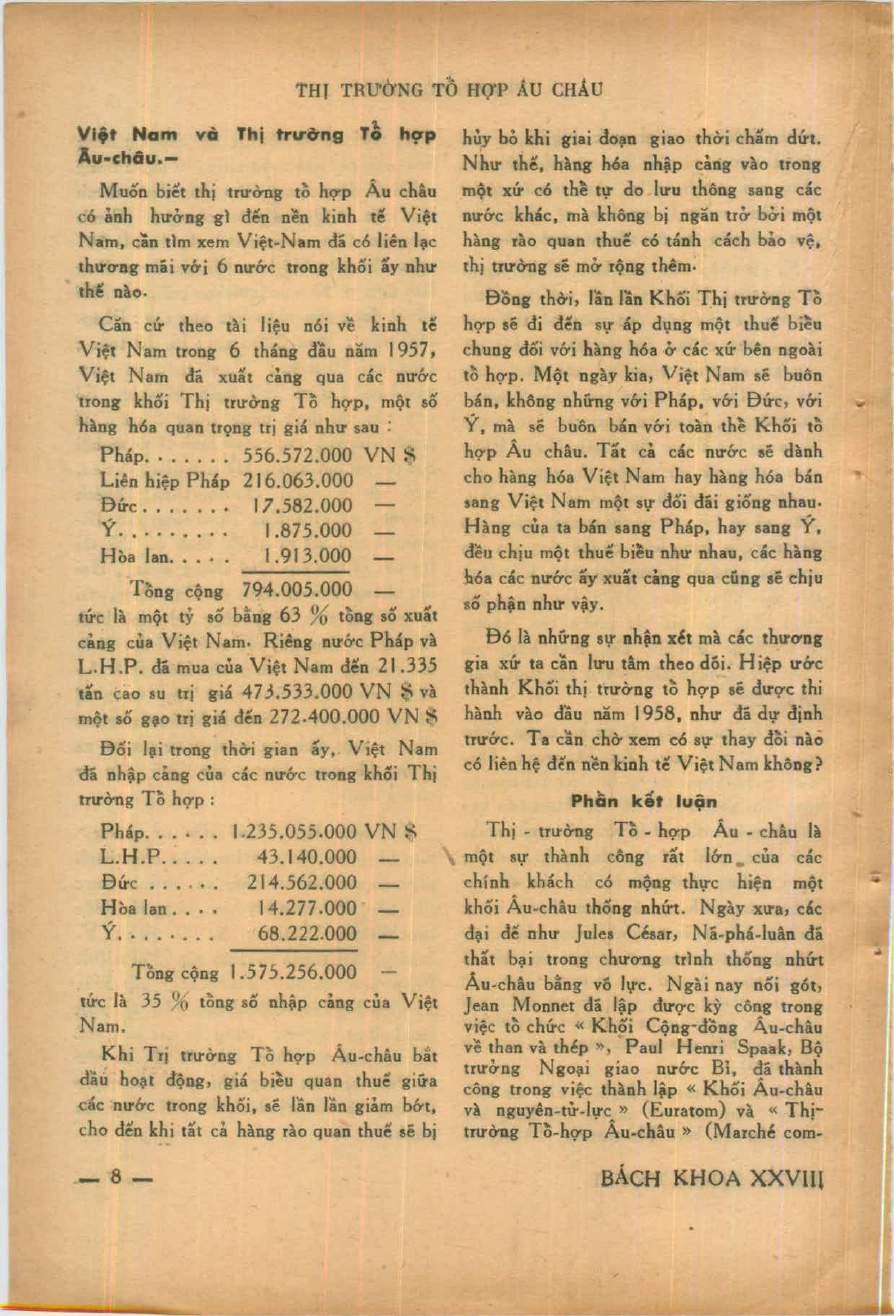 THỊ TRƯỜNG TỔ HỢP ÂU CHÂU
Việt Nam và Thị trường Tổ hợp
Âu-châu.—
Muốn biết thị trường tổ hợp Âu châu
có ảnh hưởng gì đến nền kinh tế Việt
Nam, cần tìm xem Việt-Nam đã có liên lạc
thương mãi với 6 nước trong khối ấy như
thế nào.
Căn cứ theo tài liệu nói về kinh tế
Việt Nam trong 6 tháng đầu năm 1957,
Việt Nam đã xuất cảng qua các nước
trong khối Thị trường Tổ hợp, một số
hàng hóa quan trọng trị giá như sau :
Pháp. . . . . . . 556.572.000 VN $
Liên hiệp Pháp 216.063.000 —
Đức . . . . . . . 17.582.000 —
Ý. . . . . . . . . 1.875.000 —
Hòa lan. . . . . 1.913.000 —
Tổng cộng 794.005.000 —
tức là một tỷ số bằng 63 % tổng số xuất
cảng của Việt Nam. Riêng nước Pháp và
L.H.P. đã mua của Việt Nam đến 21.335
tấn cao su trị giá 473.533.000 VN $ và
một số gạo trị giá đến 272.400.000 VN $
Đối lại trong thời gian ấy, Việt Nam
đã nhập cảng của các nước trong khối Thị
trường Tổ hợp :
Pháp. . . . . . 1.235.055.000 VN $
L.H.P. . . . . 43.140.000 —
Đức . . . . . . 214.562.000 —
Hòa lan . . . . 14.277.000 —
Ý. . . . . . . . 68.222.000 —
Tổng cộng 1.575.256.000 —
tức là 35 % tổng số nhập cảng của Việt
Nam.
Khi Trị trường Tổ hợp Âu-châu bắt
đầu hoạt động, giá biểu quan thuế giữa
các nước trong khối, sẽ lần lần giảm bớt,
cho đến khi tất cả hàng rào quan thuế sẽ bị
hủy bỏ khi giai đoạn giao thời chấm dứt.
Như thế, hàng hóa nhập cảng vào trong
một xứ có thể tự do lưu thông sang các
nước khác, mà không bị ngăn trở bởi một
hàng rào quan thuế có tánh cách bảo vệ,
thị trường sẽ mở rộng thêm.
Đồng thời, lần lần Khối Thị trường Tổ
hợp sẽ đi đến sự áp dụng một thuế biểu
chung đối với hàng hóa ở các xứ bên ngoài
tổ hợp. Một ngày kia, Việt Nam sẽ buôn
bán, không những với Pháp, với Đức, với
Ý, mà sẽ buôn bán với toàn thể Khối tổ
hợp Âu châu. Tất cả các nước sẽ dành
cho hàng hóa Việt Nam hay hàng hóa bán
sang Việt Nam một sự đối đãi giống nhau.
Hàng của ta bán sang Pháp, hay sang Ý,
đều chịu một thuế biểu như nhau, các hàng
hóa các nước ấy xuất cảng qua cũng sẽ chịu
số phận như vậy.
Đó là những sự nhận xét mà các thương
gia xứ ta cần lưu tâm theo dõi. Hiệp ước
thành Khối thị trường tổ hợp sẽ được thi
hành vào đầu năm 1958, như đã dự định
trước. Ta cần chờ xem có sự thay đổi nào
có liên hệ đến nền kinh tế Việt Nam không?
Phần kết luận
Thị - trường Tổ - hợp Âu - châu là
một sự thành công rất lớn của các
chính khách có mộng thực hiện một
khối Âu-châu thống nhứt. Ngày xưa, các
đại đế như Jules César, Nã-phá-luân đã
thất bại trong chương trình thống nhứt
Âu-châu bằng võ lực. Ngài nay nối gót,
Jean Monnet đã lập được kỳ công trong
việc tổ chức « Khối Cộng-đồng Âu-châu
về than và thép », Paul Henri Spaak, Bộ
trưởng Ngoại giao nước Bỉ, đã thành
công trong việc thành lập « Khối Âu-châu
và nguyên-tử-lực » (Euratom) và « Thị-
trường Tổ-hợp Âu-châu » (Marché com-
— 8 —
BÁCH KHOA XXVIII